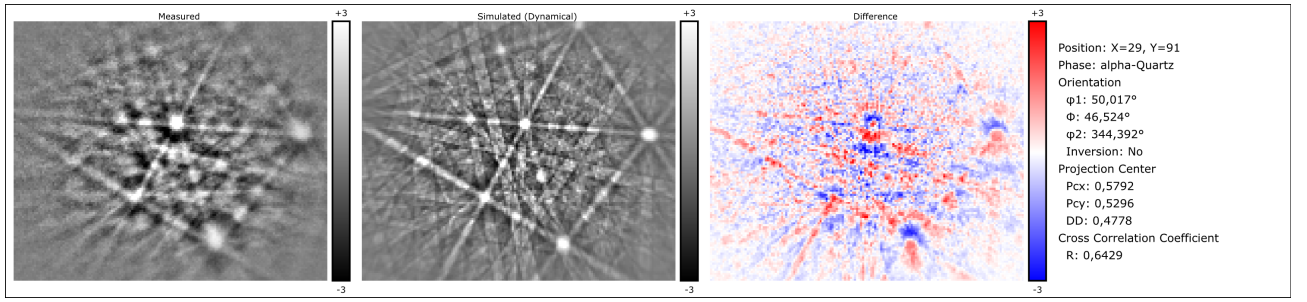 Measured
+3
-3
Simulated (Dynamical)
+3
-3
Difference
+3
-3
Position: X=29, Y=91
Phase: alpha-Quartz
Orientation
φ1: 50,017°
Φ: 46,524°
φ2: 344,392°
Inversion: No
Projection Center
Pcx: 0,5792
Pcy: 0,5296
DD: 0,4778
Cross Correlation Coefficient
R: 0,6429